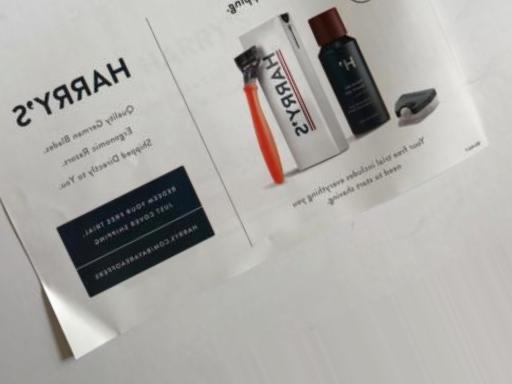 HARRY'S
Quality German Blades.
Ergonomic Razors.
Shipped Directly to You.
REDEEM YOUR FREE TRIAL.
JUST COVER SHIPPING
HARRYS.COM/BAYAREAOFFERS
HARRY'S
H'.
Your free trial includes everything you
need to start shaving.